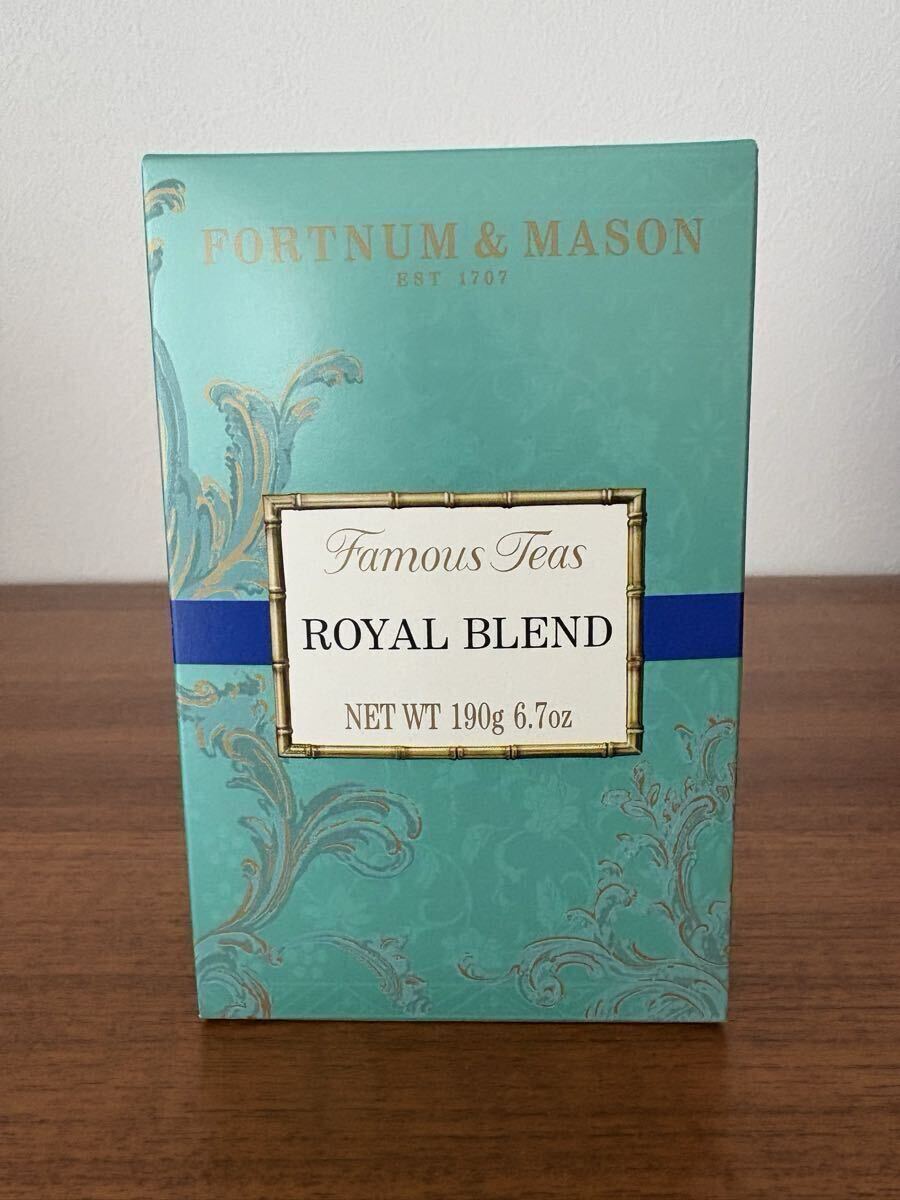 FORTNUM & MASON
EST 1707
Famous Teas
ROYAL BLEND
NET WT 190g 6.7oz